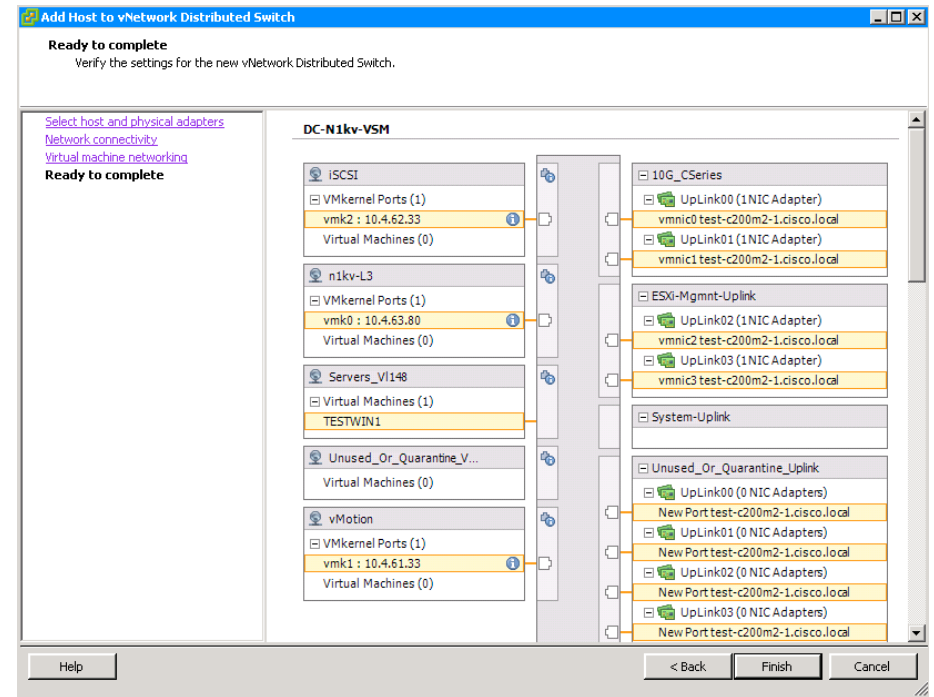 Add Host to vNetwork Distributed Switch
Ready to complete
Verify the settings for the new vNetwork Distributed Switch.
Select host and physical adapters
Network connectivity
Virtual machine networking
Ready to complete
DC-N1kv-VSM
iSCSI
VMkernel Ports (1)
vmk2 : 10.4.62.33
Virtual Machines (0)
n1kv-L3
VMkernel Ports (1)
vmk0 : 10.4.63.80
Virtual Machines (0)
Servers_Vl148
Virtual Machines (1)
TESTWIN1
Unused_Or_Quarantine_V...
Virtual Machines (0)
vMotion
VMkernel Ports (1)
vmk1 : 10.4.61.33
Virtual Machines (0)
10G_CSeries
UpLink00 (1 NIC Adapter)
vmnic0 test-c200m2-1.cisco.local
UpLink01 (1 NIC Adapter)
vmnic1 test-c200m2-1.cisco.local
ESXi-Mgmnt-Uplink
UpLink02 (1 NIC Adapter)
vmnic2 test-c200m2-1.cisco.local
UpLink03 (1 NIC Adapter)
vmnic3 test-c200m2-1.cisco.local
System-Uplink
Unused_Or_Quarantine_Uplink
UpLink00 (0 NIC Adapters)
New Port test-c200m2-1.cisco.local
UpLink01 (0 NIC Adapters)
New Port test-c200m2-1.cisco.local
UpLink02 (0 NIC Adapters)
New Port test-c200m2-1.cisco.local
UpLink03 (0 NIC Adapters)
New Port test-c200m2-1.cisco.local
Help
< Back
Finish
Cancel